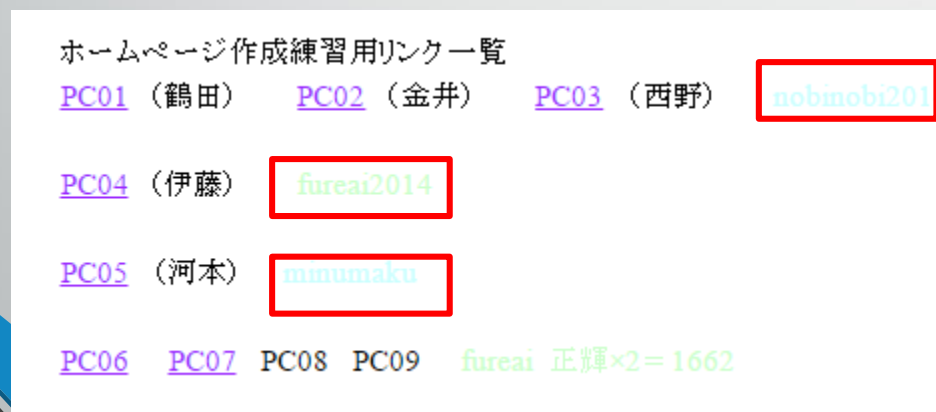 ホームページ作成練習用リンク一覧
PC01 （鶴田） PC02 （金井） PC03 （西野） nobinobi201
PC04 （伊藤） fureai2014
PC05 （河本） mmumaku
PC06 PC07 PC08 PC09 fureai 正輝×2＝1662